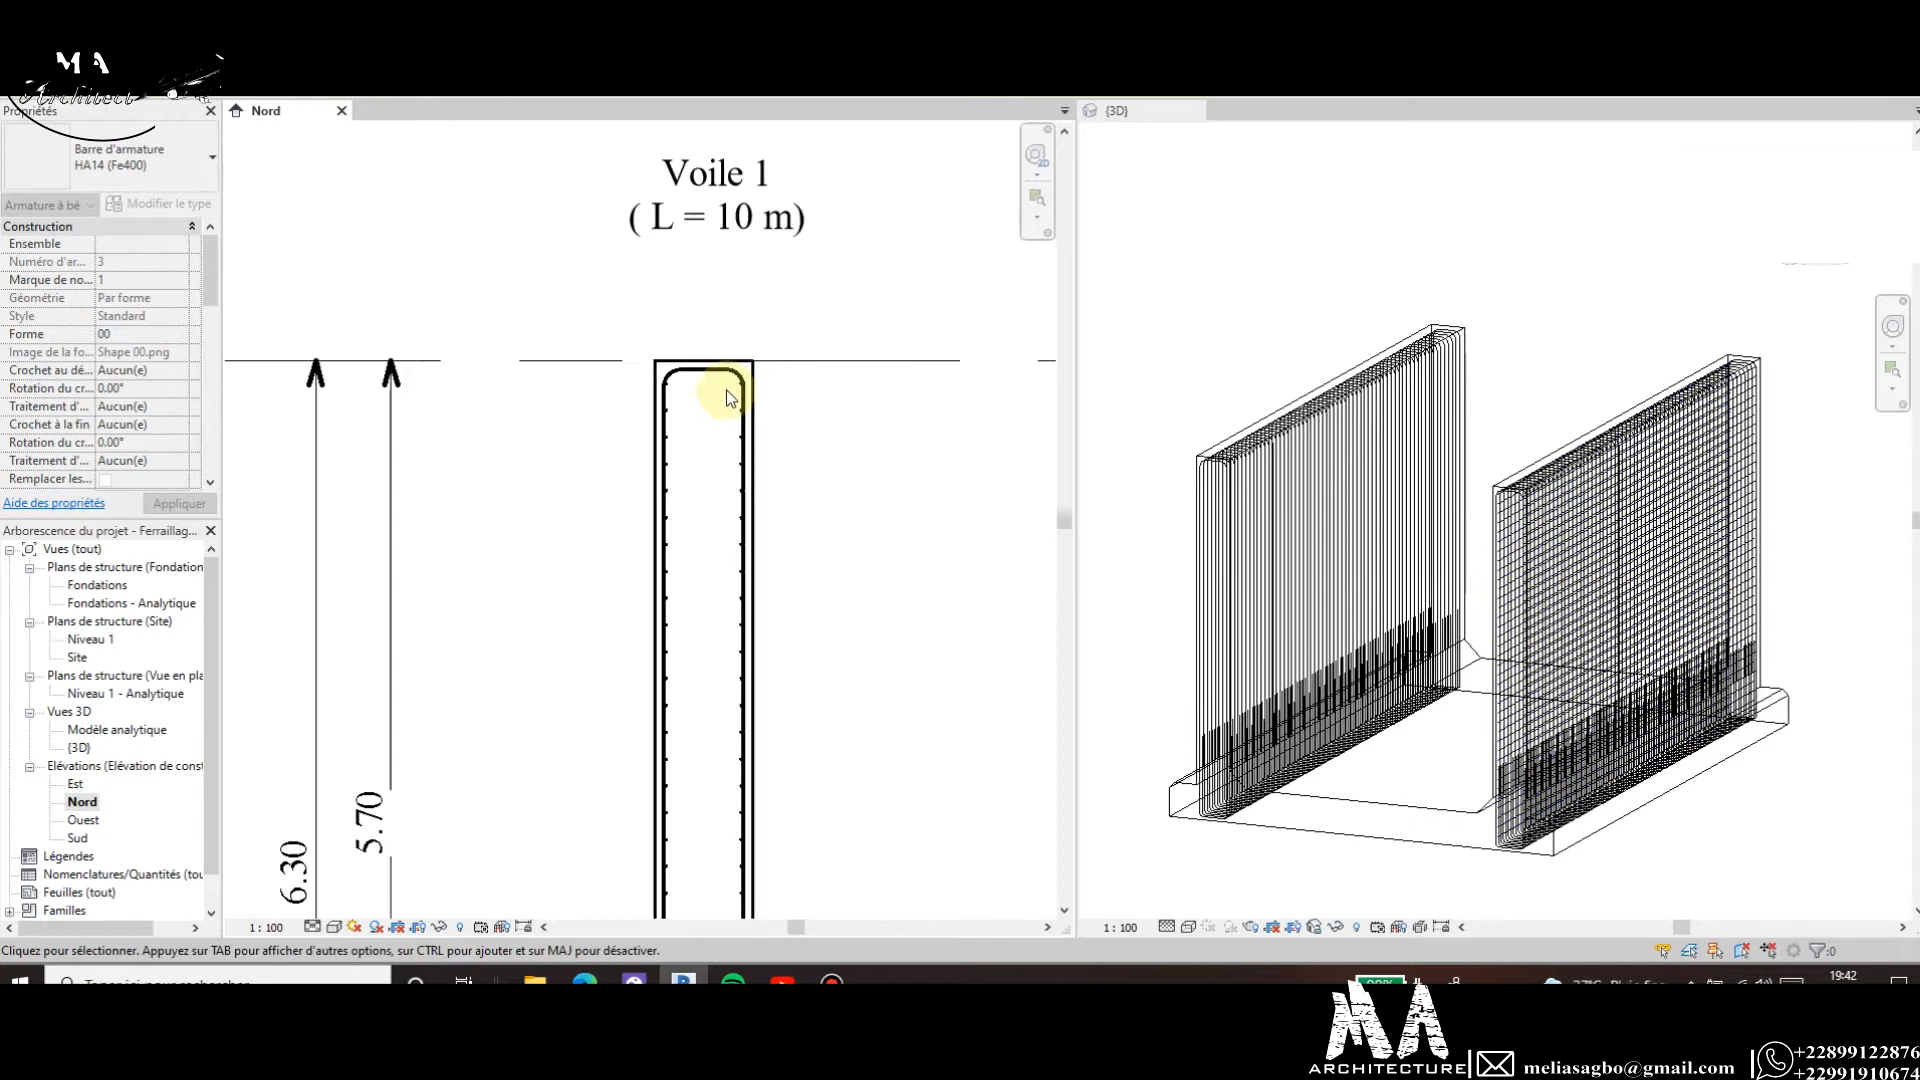 MA
Architect
Propriétés
Nord
{3D}
Barre d'armature
HA14 (Fe400)
Armature à bé
Modifier le type
Construction
Ensemble
Numéro d'ar... 3
Marque de no... 1
Géométrie Par forme
Style Standard
Forme 00
Image de la fo... Shape 00.png
Crochet au dé... Aucun(e)
Rotation du cr... 0.00°
Traitement d'... Aucun(e)
Crochet à la fin Aucun(e)
Rotation du cr... 0.00°
Traitement d'... Aucun(e)
Remplacer les...
Aide des propriétés
Appliquer
Arborescence du projet - Ferraillag...
Vues (tout)
Plans de structure (Fondation
Fondations
Fondations - Analytique
Plans de structure (Site)
Niveau 1
Site
Plans de structure (Vue en pla
Niveau 1 - Analytique
Vues 3D
Modèle analytique
{3D}
Elévations (Elévation de const
Est
Nord
Ouest
Sud
Légendes
Nomenclatures/Quantités (tou
Feuilles (tout)
Familles
Voile 1
( L = 10 m)
2D
6.30
5.70
1 : 100
1 : 100
Cliquez pour sélectionner. Appuyez sur TAB pour afficher d'autres options, sur CTRL pour ajouter et sur MAJ pour désactiver.
:0
19:42
MA
ARCHITECTURE
meliasagbo@gmail.com
+22899122876
+22991910674